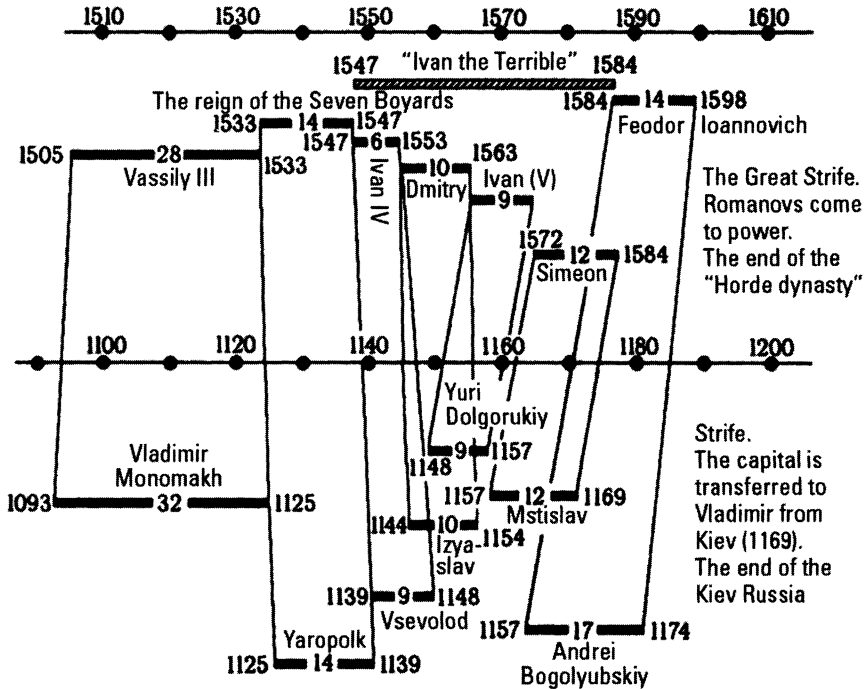 1510 1530 1550 1570 1590 1610
1547 "Ivan the Terrible" 1584
The reign of the Seven Boyards
1584 14 1598
Feodor Ioannovich
1533 14 1547
1547 6 1553
Ivan IV
1505 28 1533
Vassily III
10 1563
Dmitry
Ivan (V)
9
1572 12 1584
Simeon
The Great Strife.
Romanovs come
to power.
The end of the
"Horde dynasty"
1100 1120 1140 1160 1180 1200
Yuri
Dolgorukiy
1148 9 1157
Vladimir
Monomakh
1093 32 1125
1157 12 1169
Mstislav
1144 10 1154
Izya-
slav
1139 9 1148
Vsevolod
Yaropolk
1125 14 1139
1157 17 1174
Andrei
Bogolyubskiy
Strife.
The capital is
transferred to
Vladimir from
Kiev (1169).
The end of the
Kiev Russia